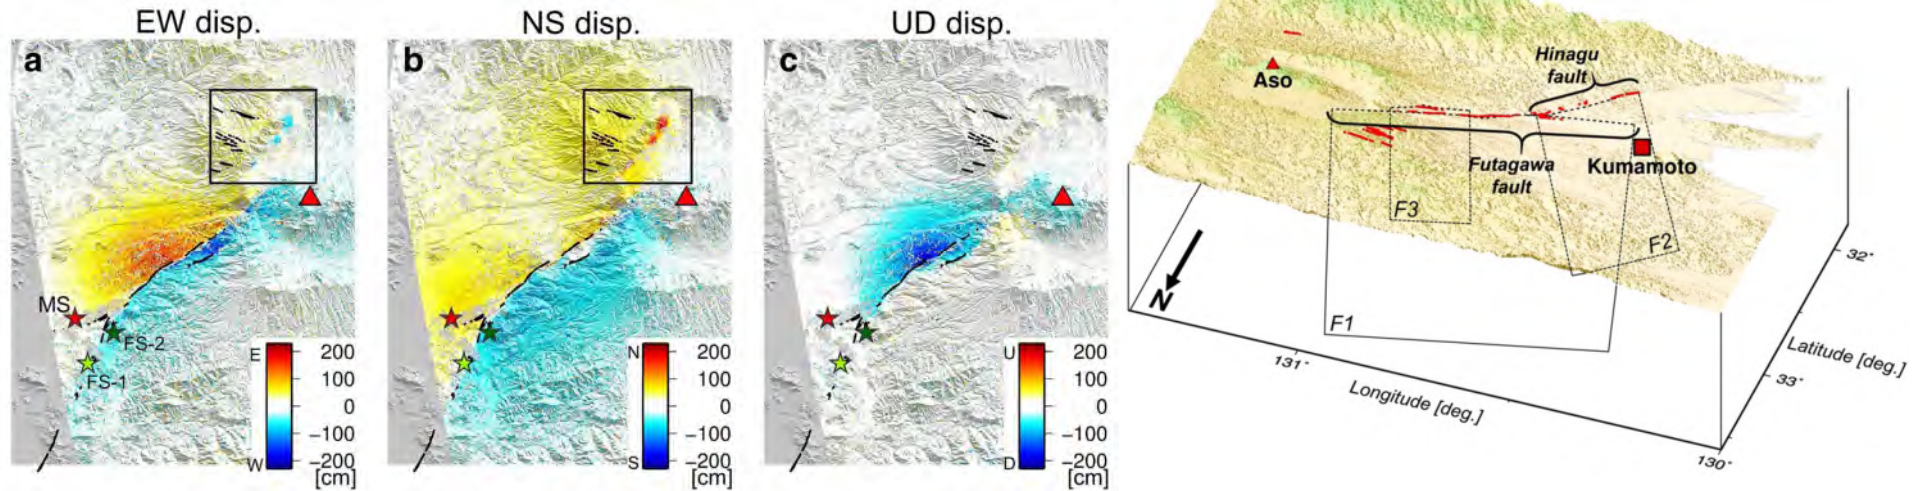 EW disp.
a
MS
FS-2
FS-1
E
200
100
0
-100
-200
W
[cm]
NS disp.
b
N
200
100
0
-100
-200
S
[cm]
UD disp.
c
U
200
100
0
-100
-200
D
[cm]
Hinagu
fault
Aso
Futagawa
fault
Kumamoto
F3
F2
F1
N
32°
33°
Latitude [deg.]
131°
Longitude [deg.]
130°